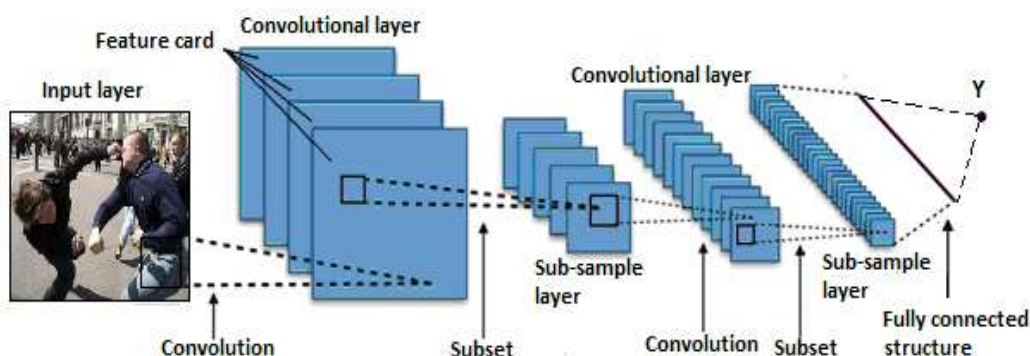 Convolutional layer
Feature card
Input layer
Convolutional layer
Y
Sub-sample
layer
Sub-sample
layer
Fully connected
structure
Convolution
Subset
Convolution
Subset